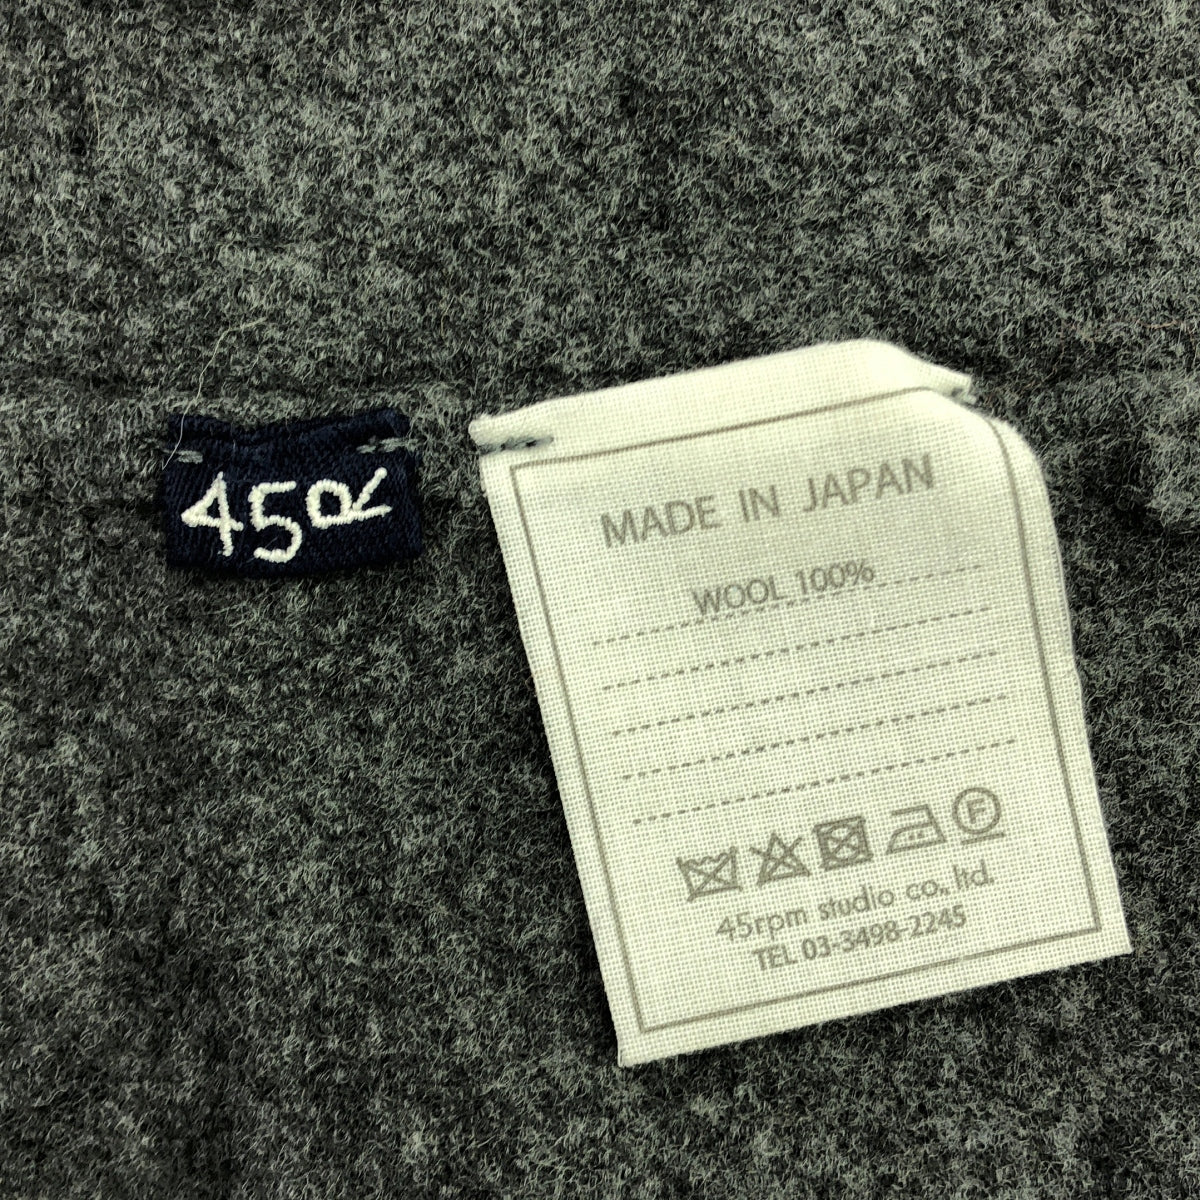 45R
MADE IN JAPAN
WOOL 100%
F
45rpm studio co., ltd.
TEL 03-3498-2245